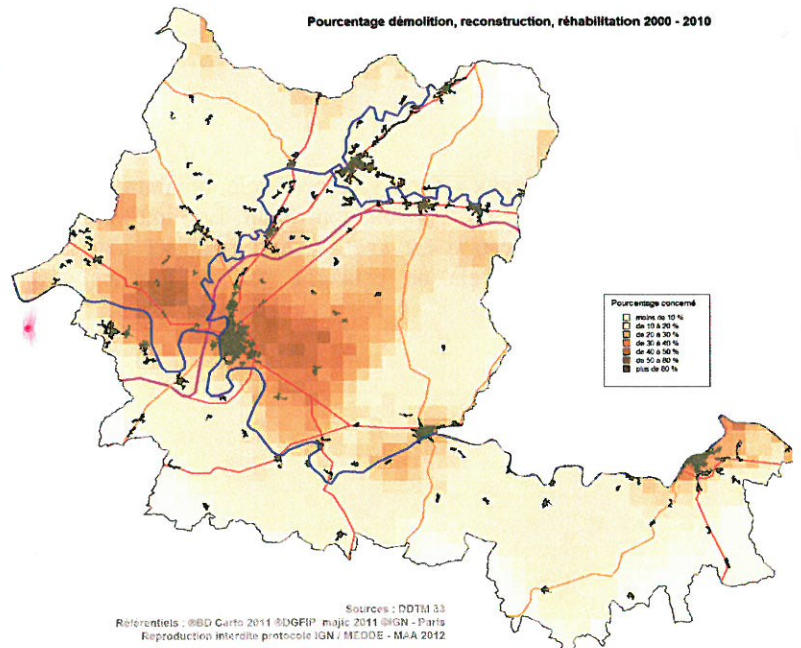 Pourcentage démolition, reconstruction, réhabilitation 2000 - 2010
Pourcentage concerné
moins de 10 %
de 10 à 20 %
de 20 à 30 %
de 30 à 40 %
de 40 à 50 %
de 50 à 80 %
plus de 80 %
Sources : DDTM 33
Référentiels : ®BD Carto 2011 ®DGFIP majic 2011 ©IGN - Paris
Reproduction interdite protocole IGN / MEDDE - MAA 2012